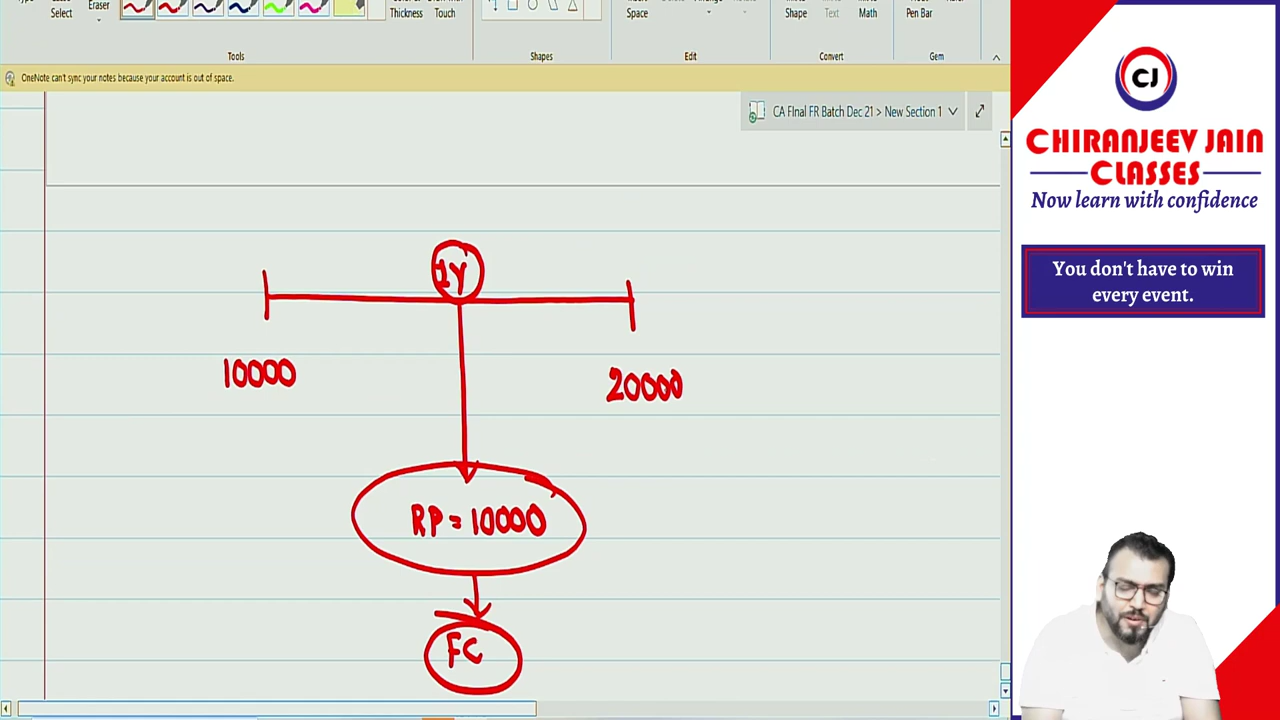 Select
Eraser
Thickness
Touch
Space
Shape
Text
Math
Pen Bar
Tools
Shapes
Edit
Convert
Gem
OneNote can't sync your notes because your account is out of space.
CA FInal FR Batch Dec 21 > New Section 1
1Y
10000
20000
RP = 10000
FC
CJ
CHIRANJEEV JAIN
CLASSES
Now learn with confidence
You don't have to win
every event.